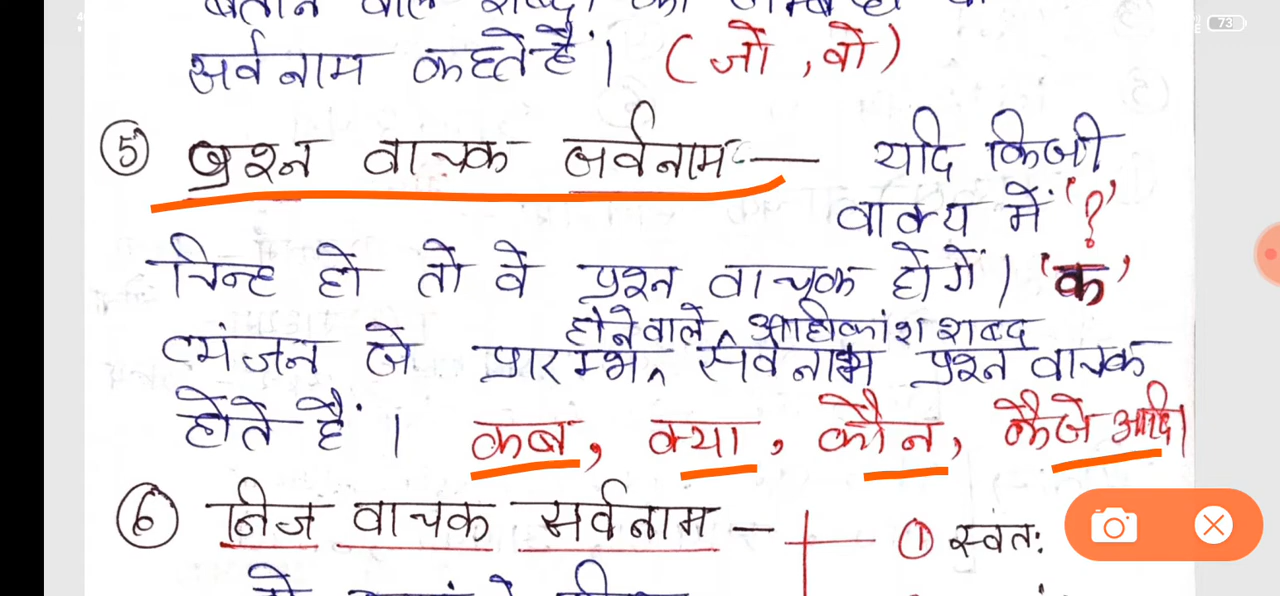 सर्वनाम कहते हैं। (जो, वो)
⑤ प्रश्न वाचक सर्वनाम :— यदि किसी
वाक्य में '?'
चिन्ह हो तो वे प्रश्न वाचक होगें। 'क'
होनेवाले अधिकांश शब्द
व्यंजन से प्रारम्भ ^ सर्वनाम प्रश्न वाचक
होते हैं। कब, क्या, कौन, कैसे आदि।
⑥ निज वाचक सर्वनाम — ① स्वंत:
73